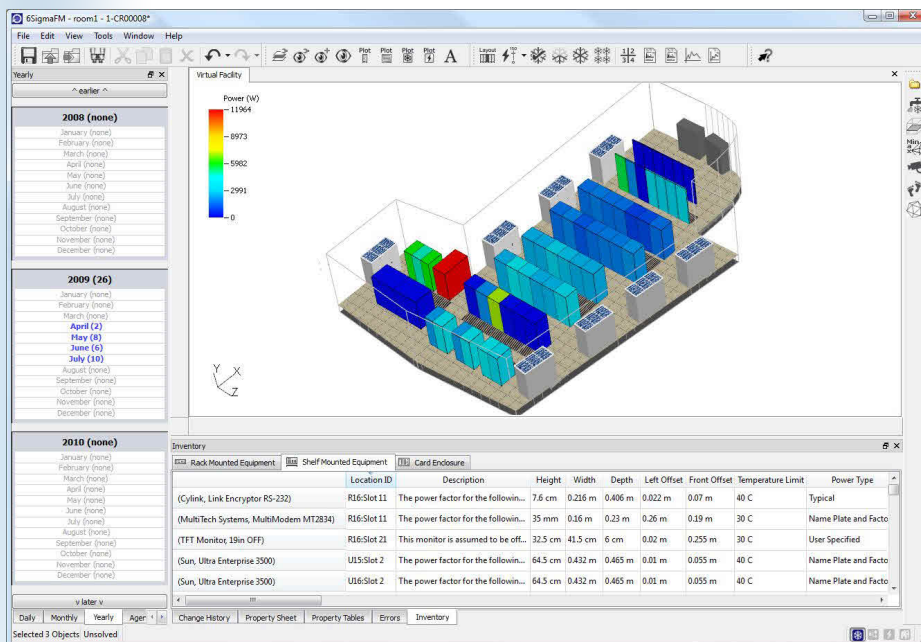 6SigmaFM - room1 - 1-CR00008*
File Edit View Tools Window Help
Plot Plot Plot Plot A Layout ISO 1|2 3|4
Yearly
^ earlier ^
2008 (none)
January (none)
February (none)
March (none)
April (none)
May (none)
June (none)
July (none)
August (none)
September (none)
October (none)
November (none)
December (none)
2009 (26)
January (none)
February (none)
March (none)
April (2)
May (8)
June (6)
July (10)
August (none)
September (none)
October (none)
November (none)
December (none)
2010 (none)
January (none)
February (none)
March (none)
April (none)
May (none)
June (none)
July (none)
August (none)
September (none)
October (none)
November (none)
December (none)
v later v
Daily Monthly Yearly Ager
Virtual Facility
Power (W)
11964
8973
5982
2991
0
Y X
Z
Min
Inventory
Rack Mounted Equipment Shelf Mounted Equipment Card Enclosure
Location ID Description Height Width Depth Left Offset Front Offset Temperature Limit Power Type
(Cylink, Link Encryptor RS-232) R16:Slot 11 The power factor for the followin... 7.6 cm 0.216 m 0.406 m 0.022 m 0.07 m 40 C Typical
(MultiTech Systems, MultiModem MT2834) R16:Slot 11 The power factor for the followin... 35 mm 0.16 m 0.23 m 0.26 m 0.19 m 30 C Name Plate and Facto
(TFT Monitor, 19in OFF) R16:Slot 21 This monitor is assumed to be off... 32.5 cm 41.5 cm 6 cm 0.02 m 0.255 m 30 C User Specified
(Sun, Ultra Enterprise 3500) U15:Slot 2 The power factor for the followin... 64.5 cm 0.432 m 0.465 m 0.01 m 0.055 m 40 C Name Plate and Facto
(Sun, Ultra Enterprise 3500) U16:Slot 2 The power factor for the followin... 64.5 cm 0.432 m 0.465 m 0.01 m 0.055 m 40 C Name Plate and Facto
Change History Property Sheet Property Tables Errors Inventory
Selected 3 Objects Unsolved